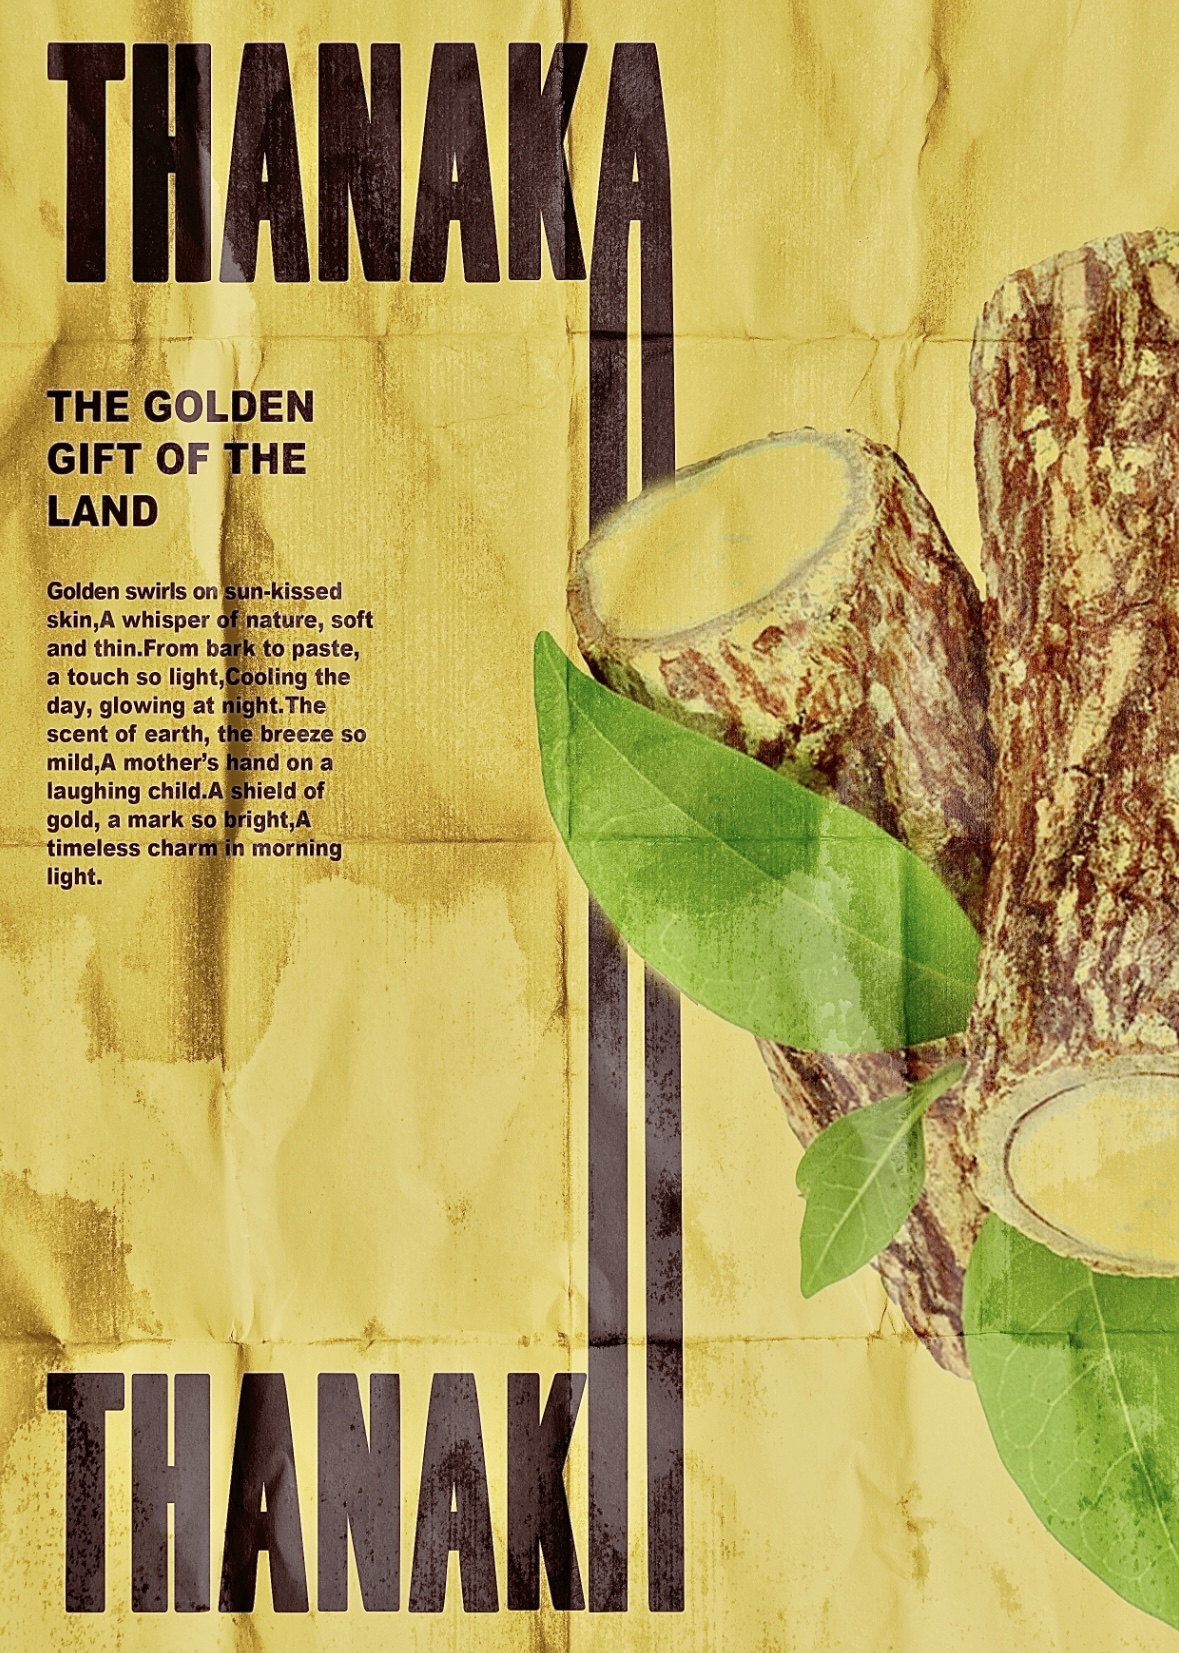 THANAKA
THE GOLDEN
GIFT OF THE
LAND
Golden swirls on sun-kissed
skin,A whisper of nature, soft
and thin.From bark to paste,
a touch so light,Cooling the
day, glowing at night.The
scent of earth, the breeze so
mild,A mother’s hand on a
laughing child.A shield of
gold, a mark so bright,A
timeless charm in morning
light.
THANAK